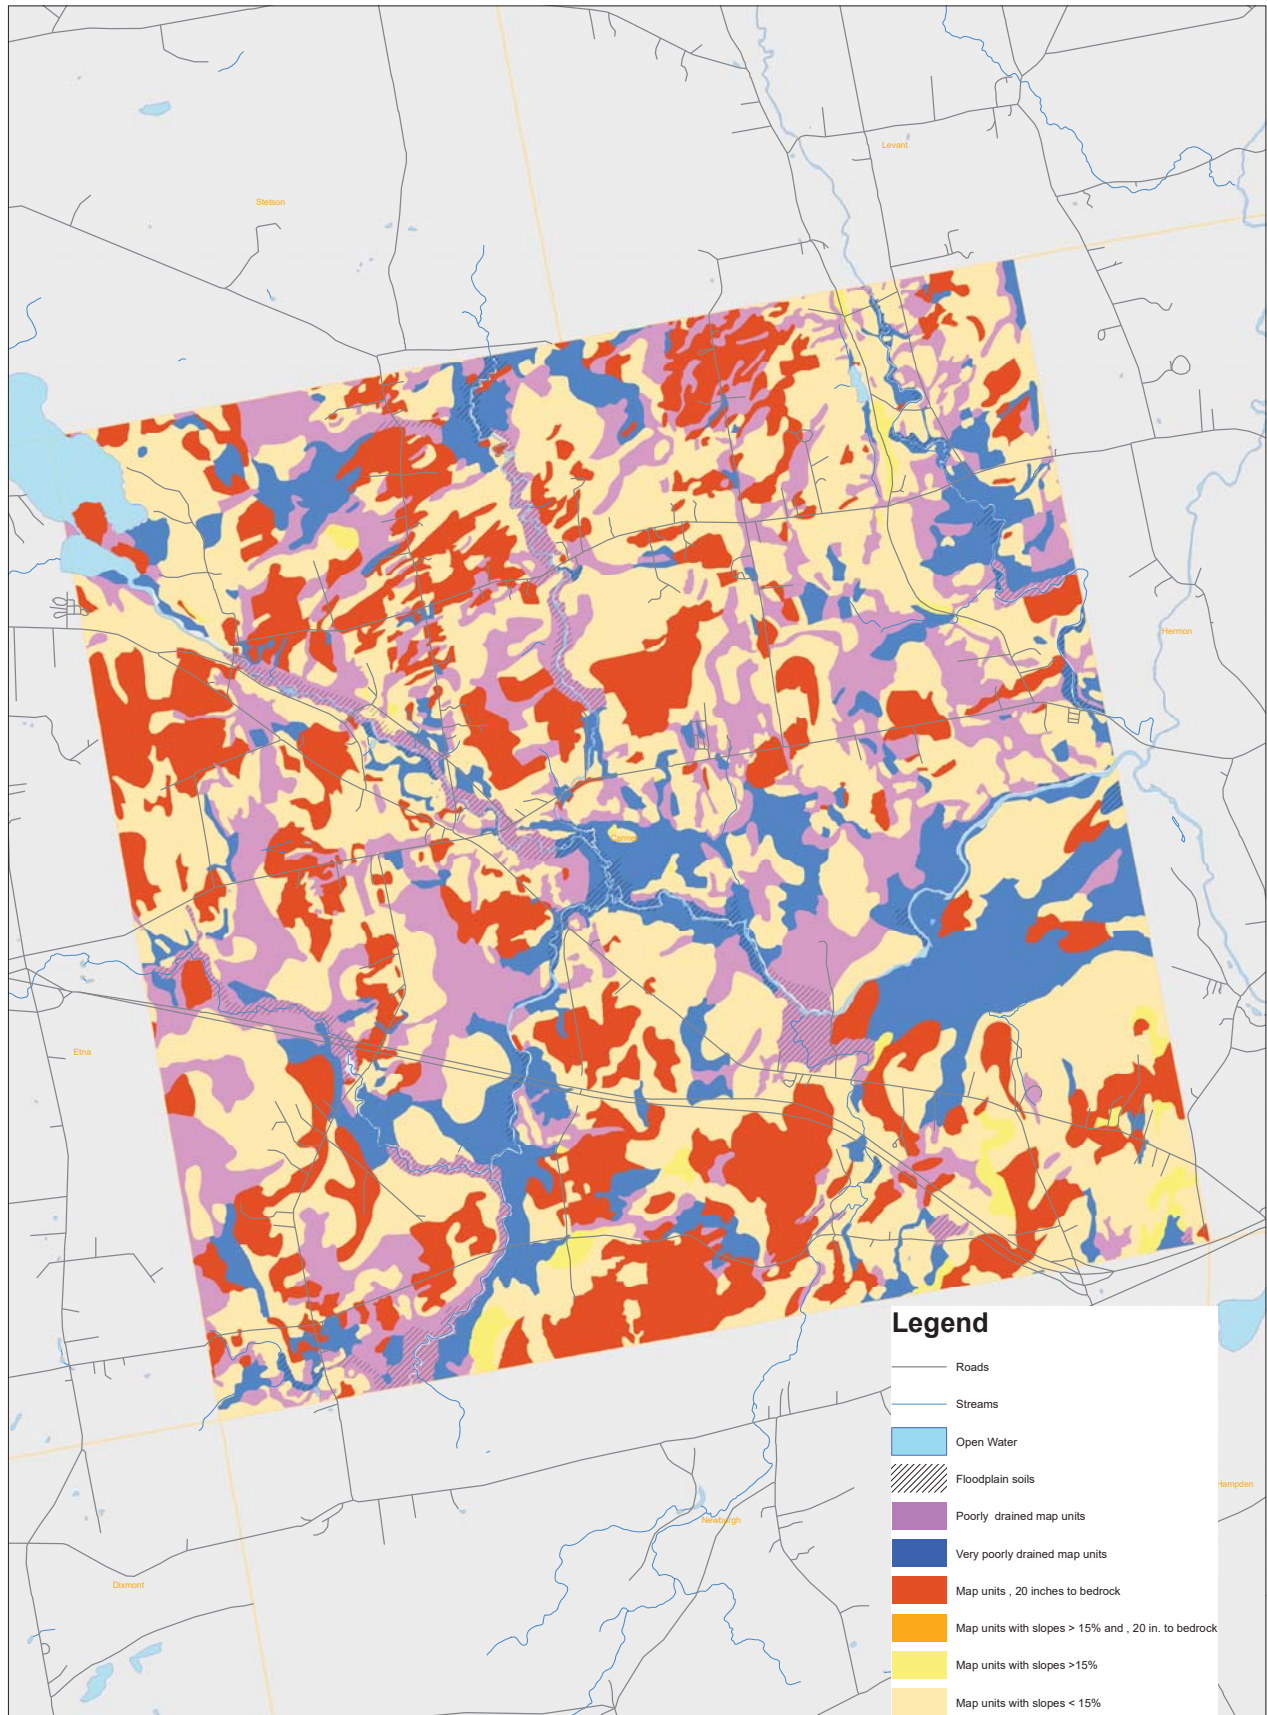 Levant
Stetson
Hermon
Carmel
Etna
Legend
Roads
Streams
Open Water
Floodplain soils
Hampden
Poorly drained map units
Newburgh
Very poorly drained map units
Dixmont
Map units , 20 inches to bedrock
Map units with slopes > 15% and , 20 in. to bedrock
Map units with slopes >15%
Map units with slopes < 15%